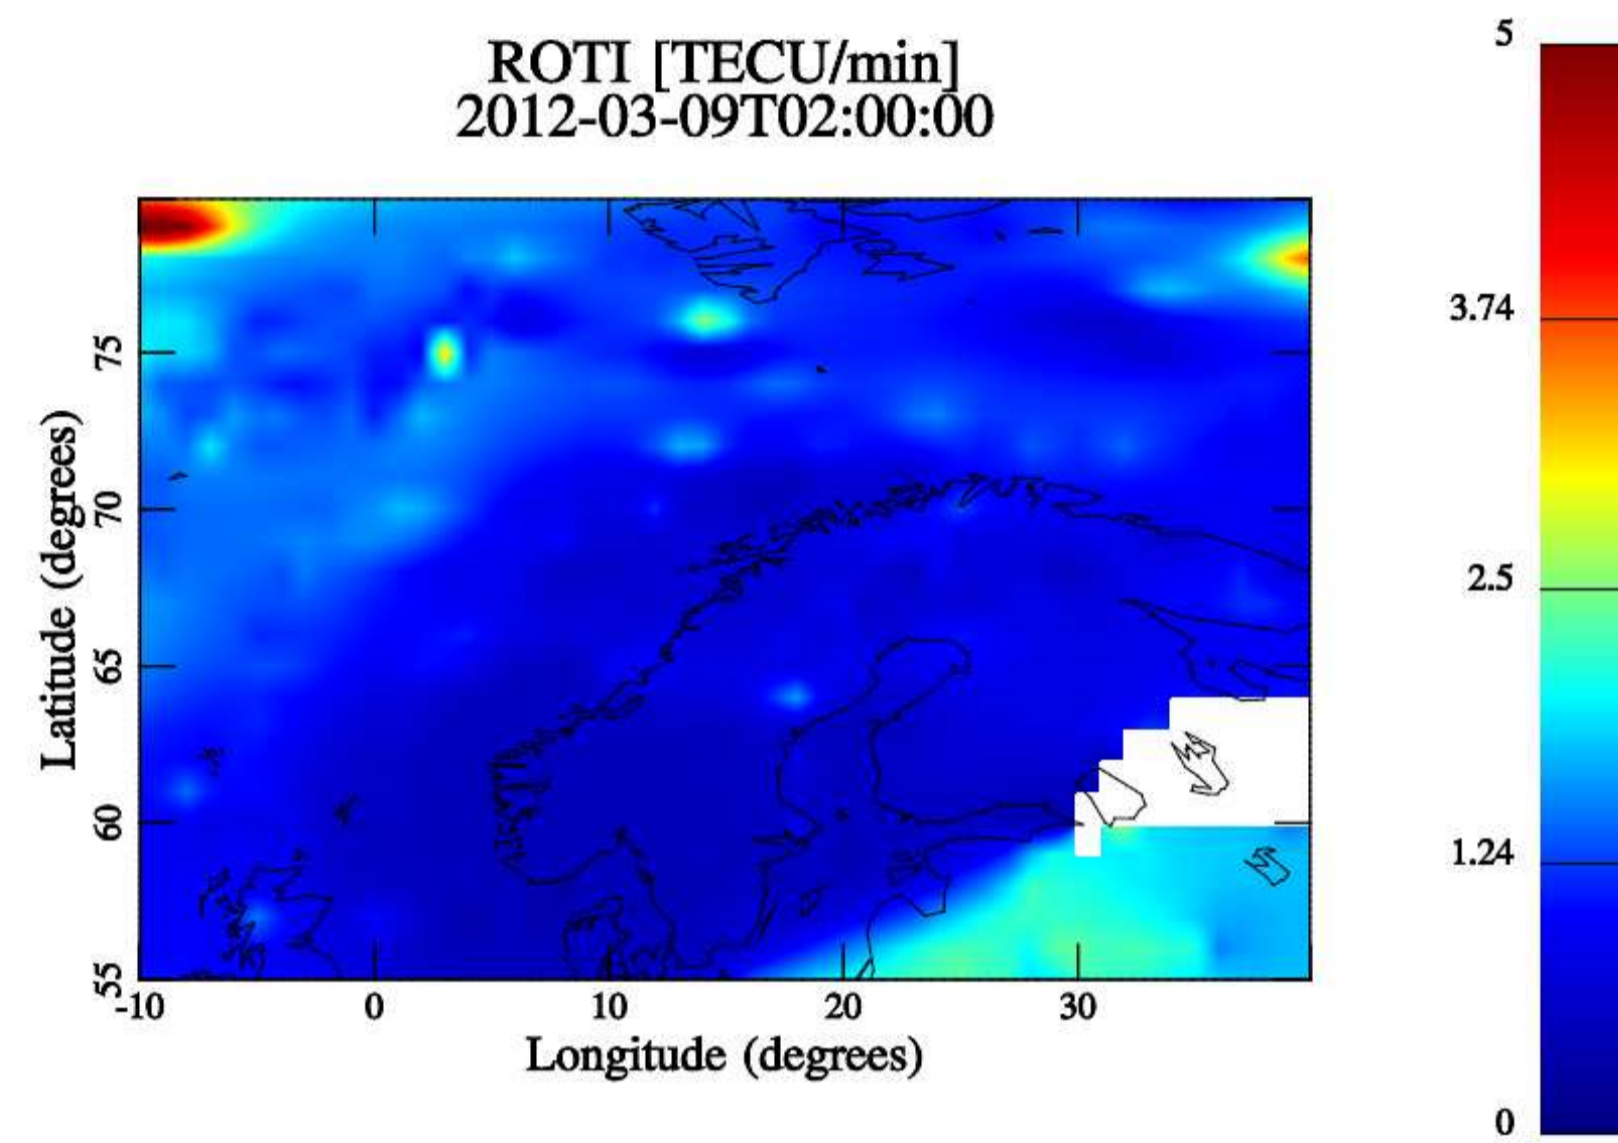 ROTI [TECU/min]
2012-03-09T02:00:00
5
3.74
2.5
1.24
0
Latitude (degrees)
75
70
65
60
55
-10 0 10 20 30
Longitude (degrees)